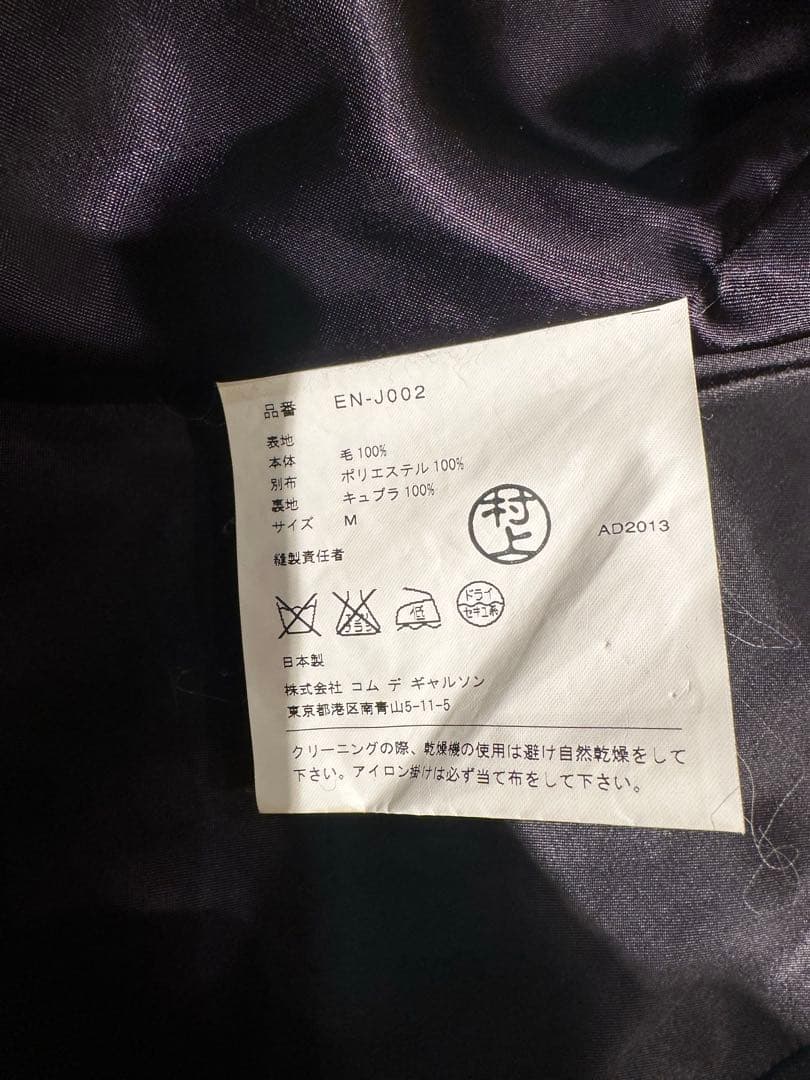 品番 EN-J002
表地
本体 毛 100%
別布 ポリエステル 100%
裏地 キュプラ 100%
サイズ M
村上
AD2013
縫製責任者
エンソ
ブラシ
低
ドライ
セキユ系
日本製
株式会社 コム デ ギャルソン
東京都港区南青山5-11-5
クリーニングの際、乾燥機の使用は避け自然乾燥をして
下さい。アイロン掛けは必ず当て布をして下さい。